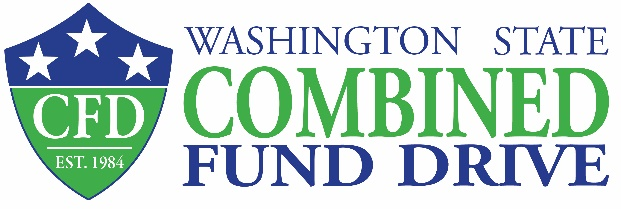 CFD
EST. 1984
WASHINGTON STATE
COMBINED
FUND DRIVE